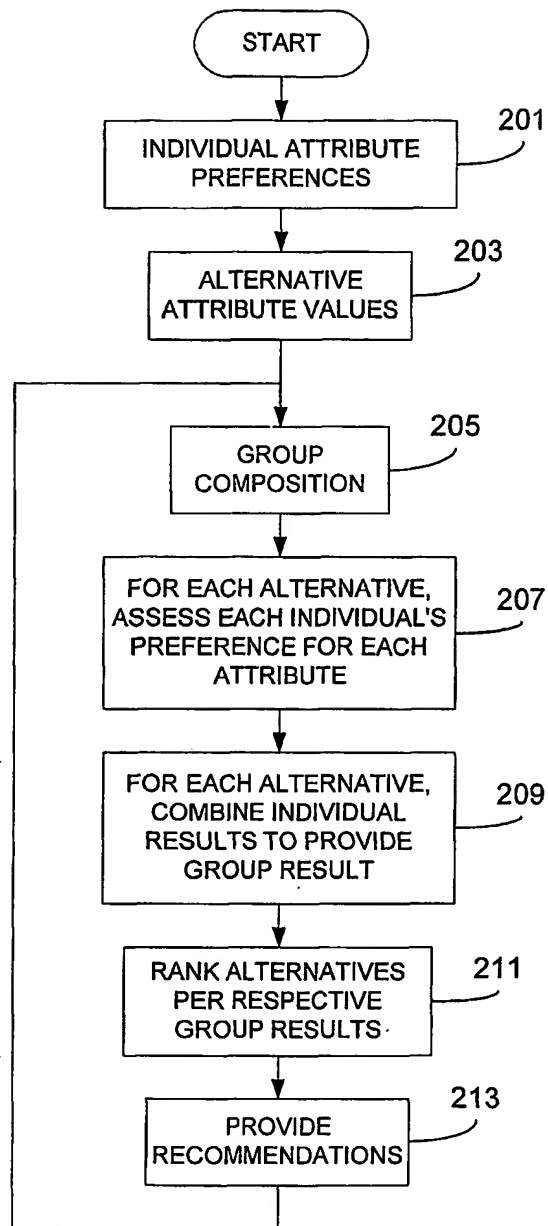 START
201
INDIVIDUAL ATTRIBUTE
PREFERENCES
203
ALTERNATIVE
ATTRIBUTE VALUES
205
GROUP
COMPOSITION
FOR EACH ALTERNATIVE,
ASSESS EACH INDIVIDUAL'S
PREFERENCE FOR EACH
ATTRIBUTE
207
FOR EACH ALTERNATIVE,
COMBINE INDIVIDUAL
RESULTS TO PROVIDE
GROUP RESULT
209
RANK ALTERNATIVES
PER RESPECTIVE
GROUP RESULTS
211
213
PROVIDE
RECOMMENDATIONS